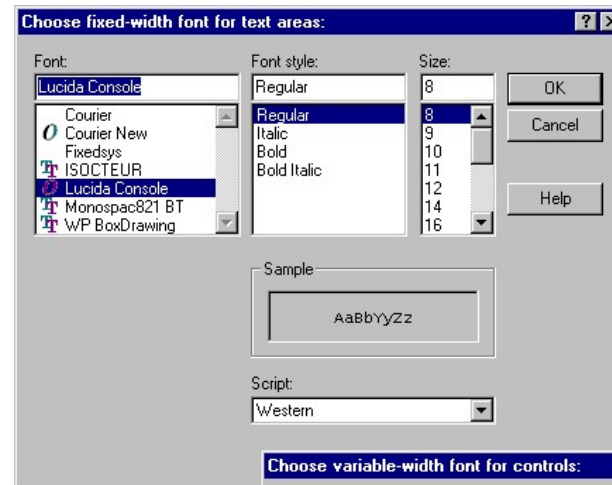 Choose fixed-width font for text areas:
Font:
Font style:
Size:
Lucida Console
Regular
8
OK
Courier
Courier New
Fixedsys
ISOCTEUR
Lucida Console
Monospac821 BT
WP BoxDrawing
Regular
Italic
Bold
Bold Italic
8
9
10
11
12
14
16
Cancel
Help
Sample
AaBbYyZz
Script:
Western
Choose variable-width font for controls: